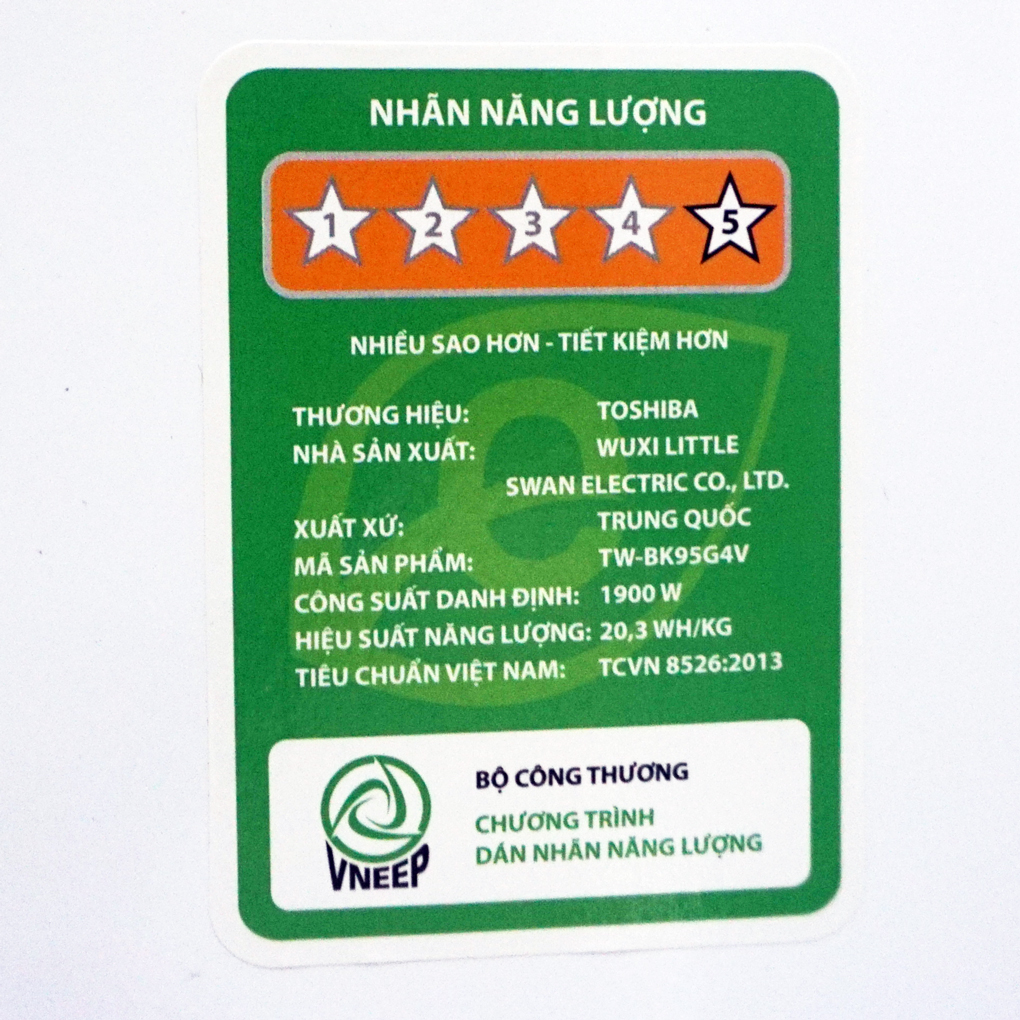 NHÃN NĂNG LƯỢNG
1 2 3 4 5
NHIỀU SAO HƠN - TIẾT KIỆM HƠN
THƯƠNG HIỆU: TOSHIBA
NHÀ SẢN XUẤT: WUXI LITTLE
SWAN ELECTRIC CO., LTD.
XUẤT XỨ: TRUNG QUỐC
MÃ SẢN PHẨM: TW-BK95G4V
CÔNG SUẤT DANH ĐỊNH: 1900 W
HIỆU SUẤT NĂNG LƯỢNG: 20,3 WH/KG
TIÊU CHUẨN VIỆT NAM: TCVN 8526:2013
BỘ CÔNG THƯƠNG
CHƯƠNG TRÌNH
DÁN NHÃN NĂNG LƯỢNG
VNEEP